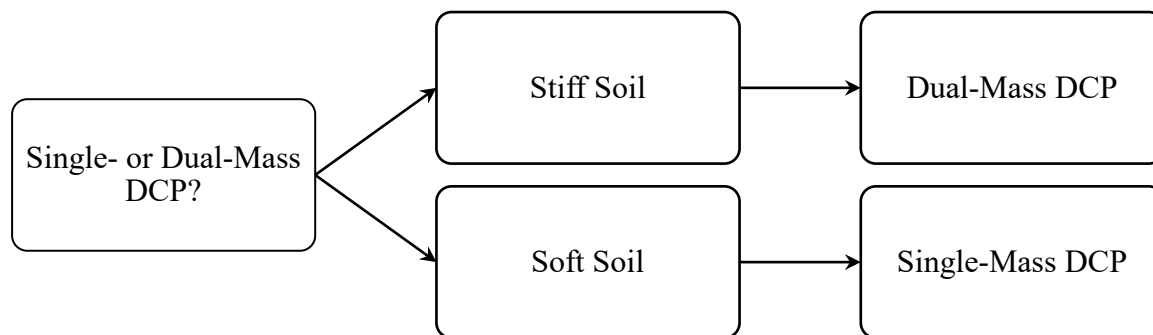 Stiff Soil
Dual-Mass DCP
Single- or Dual-Mass
DCP?
Soft Soil
Single-Mass DCP